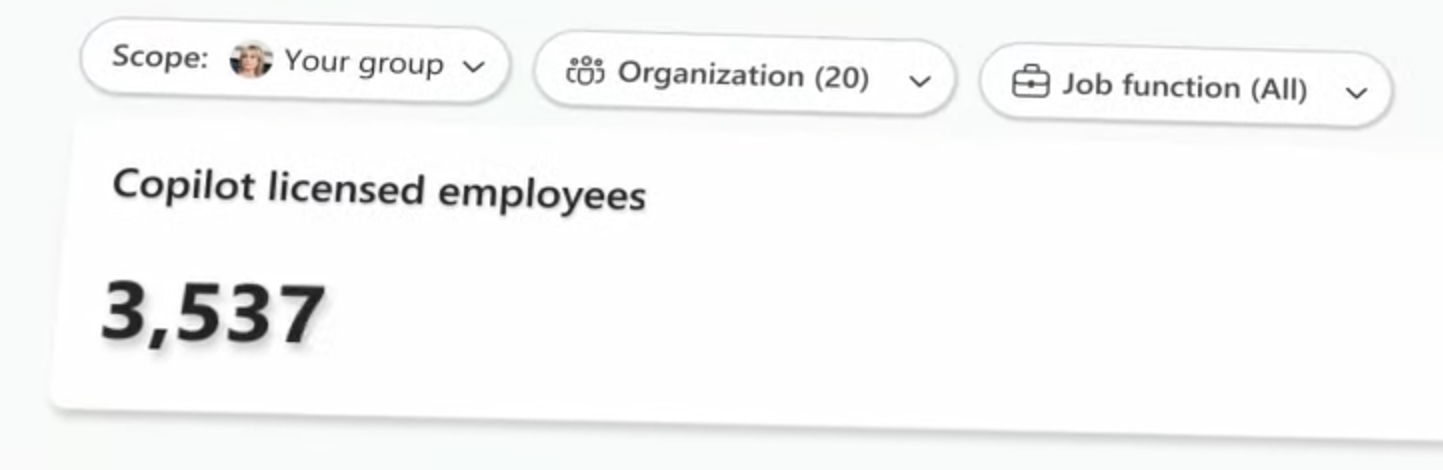 Scope: Your group Organization (20) Job function (All)
Copilot licensed employees
3,537